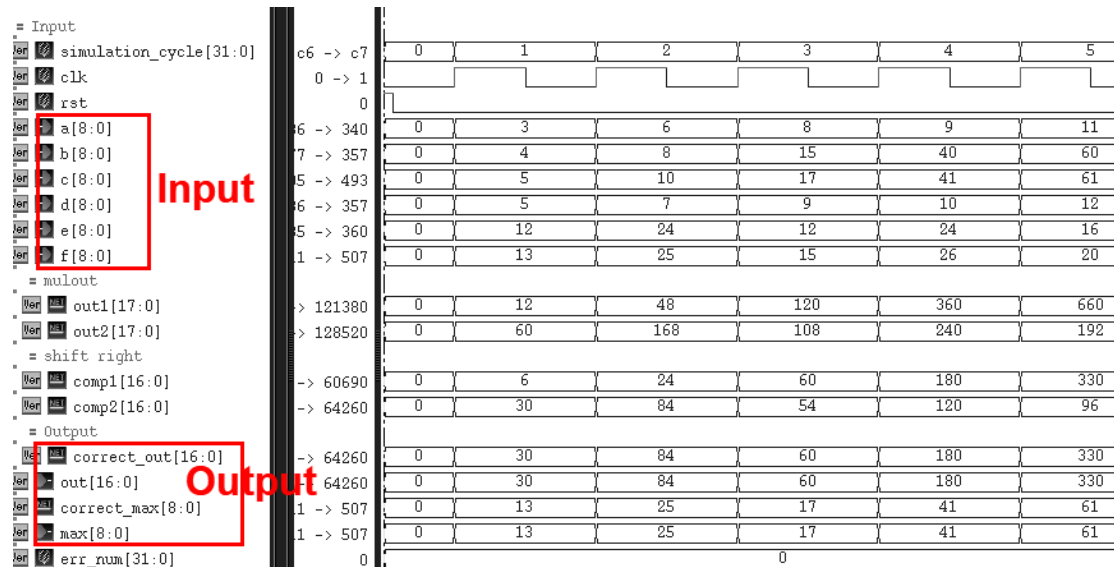 = Input
simulation_cycle[31:0] c6 -> c7 0 1 2 3 4 5
clk 0 -> 1
rst 0
a[8:0] 6 -> 340 0 3 6 8 9 11
b[8:0] 7 -> 357 0 4 8 15 40 60
c[8:0] 5 -> 493 0 5 10 17 41 61
d[8:0] 6 -> 357 0 5 7 9 10 12
e[8:0] 5 -> 360 0 12 24 12 24 16
f[8:0] 1 -> 507 0 13 25 15 26 20
Input
= mulout
out1[17:0] > 121380 0 12 48 120 360 660
out2[17:0] > 128520 0 60 168 108 240 192
= shift right
comp1[16:0] -> 60690 0 6 24 60 180 330
comp2[16:0] -> 64260 0 30 84 54 120 96
= Output
correct_out[16:0] -> 64260 0 30 84 60 180 330
out[16:0] 64260 0 30 84 60 180 330
Output
correct_max[8:0] 1 -> 507 0 13 25 17 41 61
max[8:0] 1 -> 507 0 13 25 17 41 61
err_num[31:0] 0 0